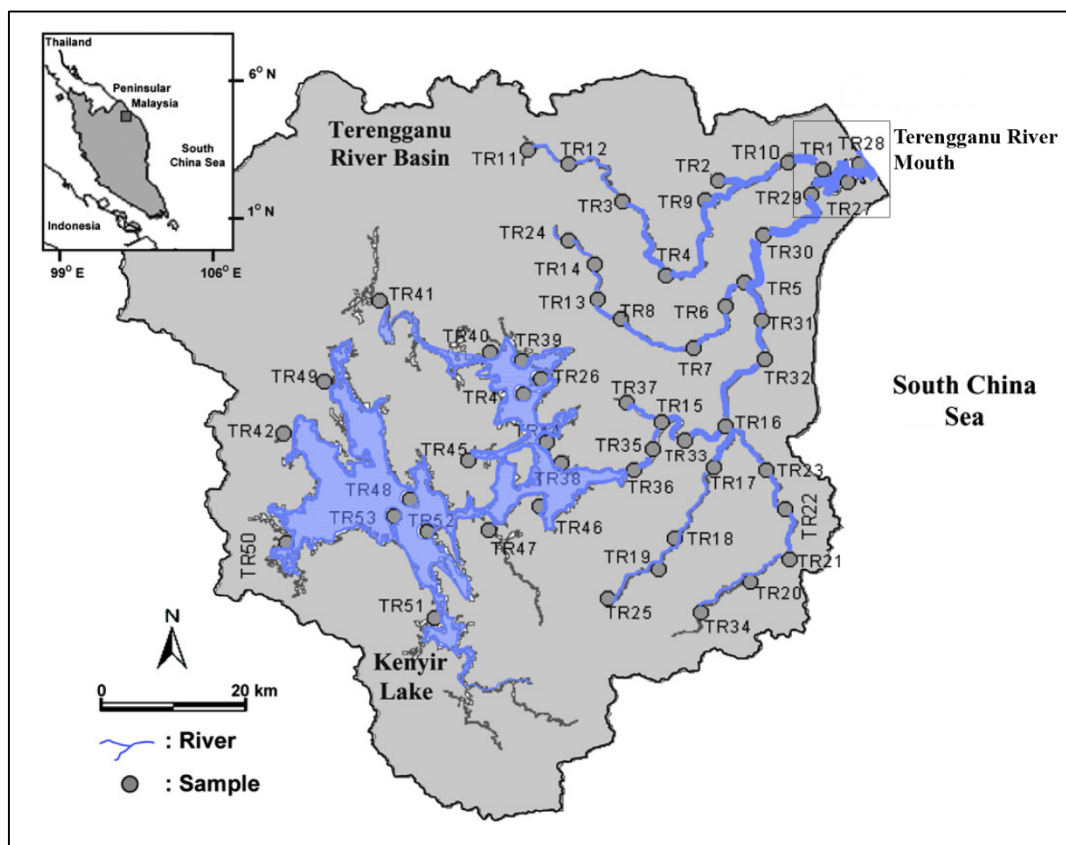 Thailand
6° N
Peninsular
Malaysia
South
China Sea
Indonesia
1° N
99° E
106° E
Terengganu
River Basin
Terengganu River
Mouth
TR28
TR1
TR10
TR2
TR11
TR12
TR3
TR9
TR29
TR27
TR24
TR4
TR30
TR14
TR13
TR8
TR6
TR5
TR31
TR7
TR32
TR41
TR40
TR39
TR26
TR4
TR49
TR37
TR15
TR42
TR16
TR45
TR35
TR33
TR38
TR36
TR17
TR23
South China
Sea
TR48
TR53
TR52
TR46
TR47
TR22
TR50
TR18
TR19
TR21
TR20
TR25
TR34
TR51
Kenyir
Lake
N
0
20 km
: River
: Sample